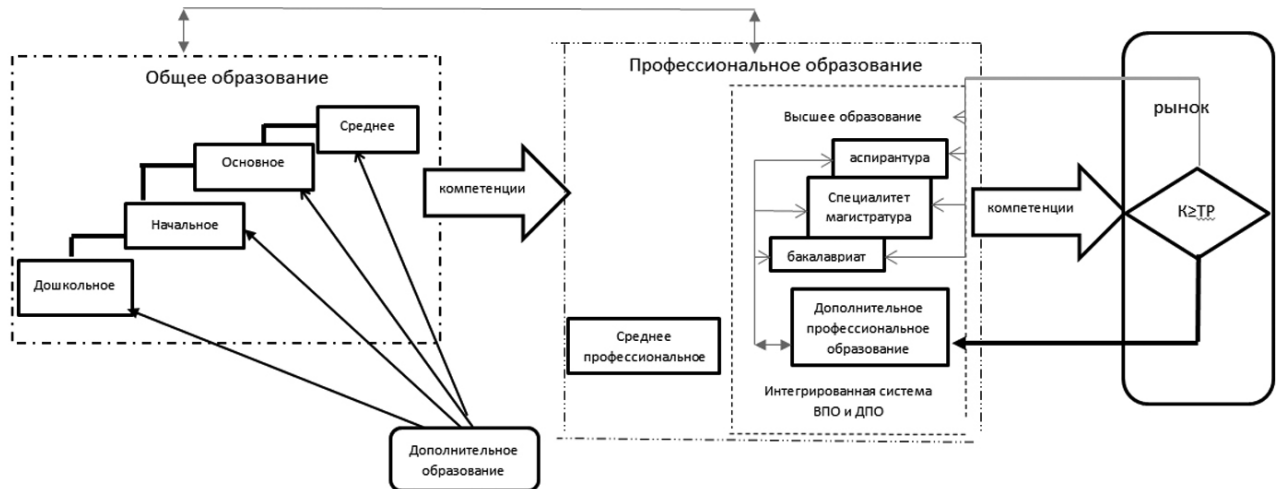 Общее образование
Среднее
Основное
Начальное
Дошкольное
Дополнительное
образование
компетенции
Профессиональное образование
Высшее образование
аспирантура
Специалитет
магистратура
бакалавриат
Дополнительное
профессиональное
образование
Среднее
профессиональное
Интегрированная система
ВПО и ДПО
компетенции
рынок
К≥ТР